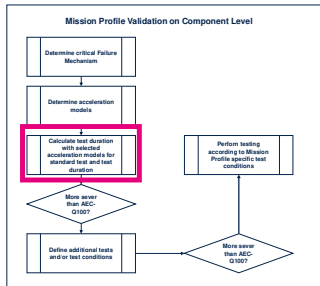 Mission Profile Validation on Component Level
Determine critical Failure
Mechanism
Determine acceleration
models
Calculate test duration
with selected
acceleration models for
standard test and test
duration
Perfom testing
according to Mission
Profile specific test
conditions
More sever
than AEC-
Q100?
Define additional tests
and/or test conditions
More sever
than AEC-
Q100?